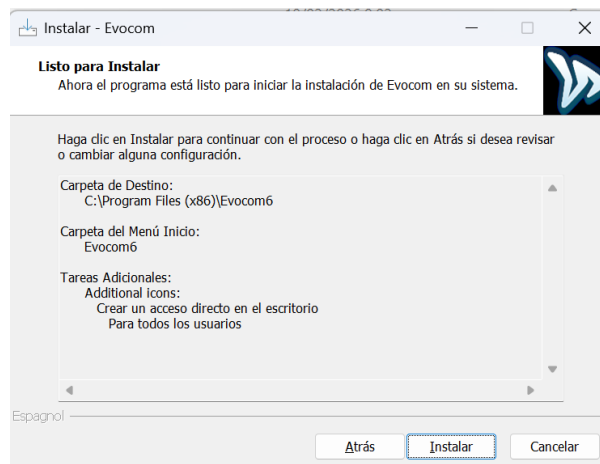 Instalar - Evocom
Listo para Instalar
Ahora el programa está listo para iniciar la instalación de Evocom en su sistema.
Haga clic en Instalar para continuar con el proceso o haga clic en Atrás si desea revisar
o cambiar alguna configuración.
Carpeta de Destino:
C:\Program Files (x86)\Evocom6
Carpeta del Menú Inicio:
Evocom6
Tareas Adicionales:
Additional icons:
Crear un acceso directo en el escritorio
Para todos los usuarios
Espagnol
Atrás Instalar Cancelar